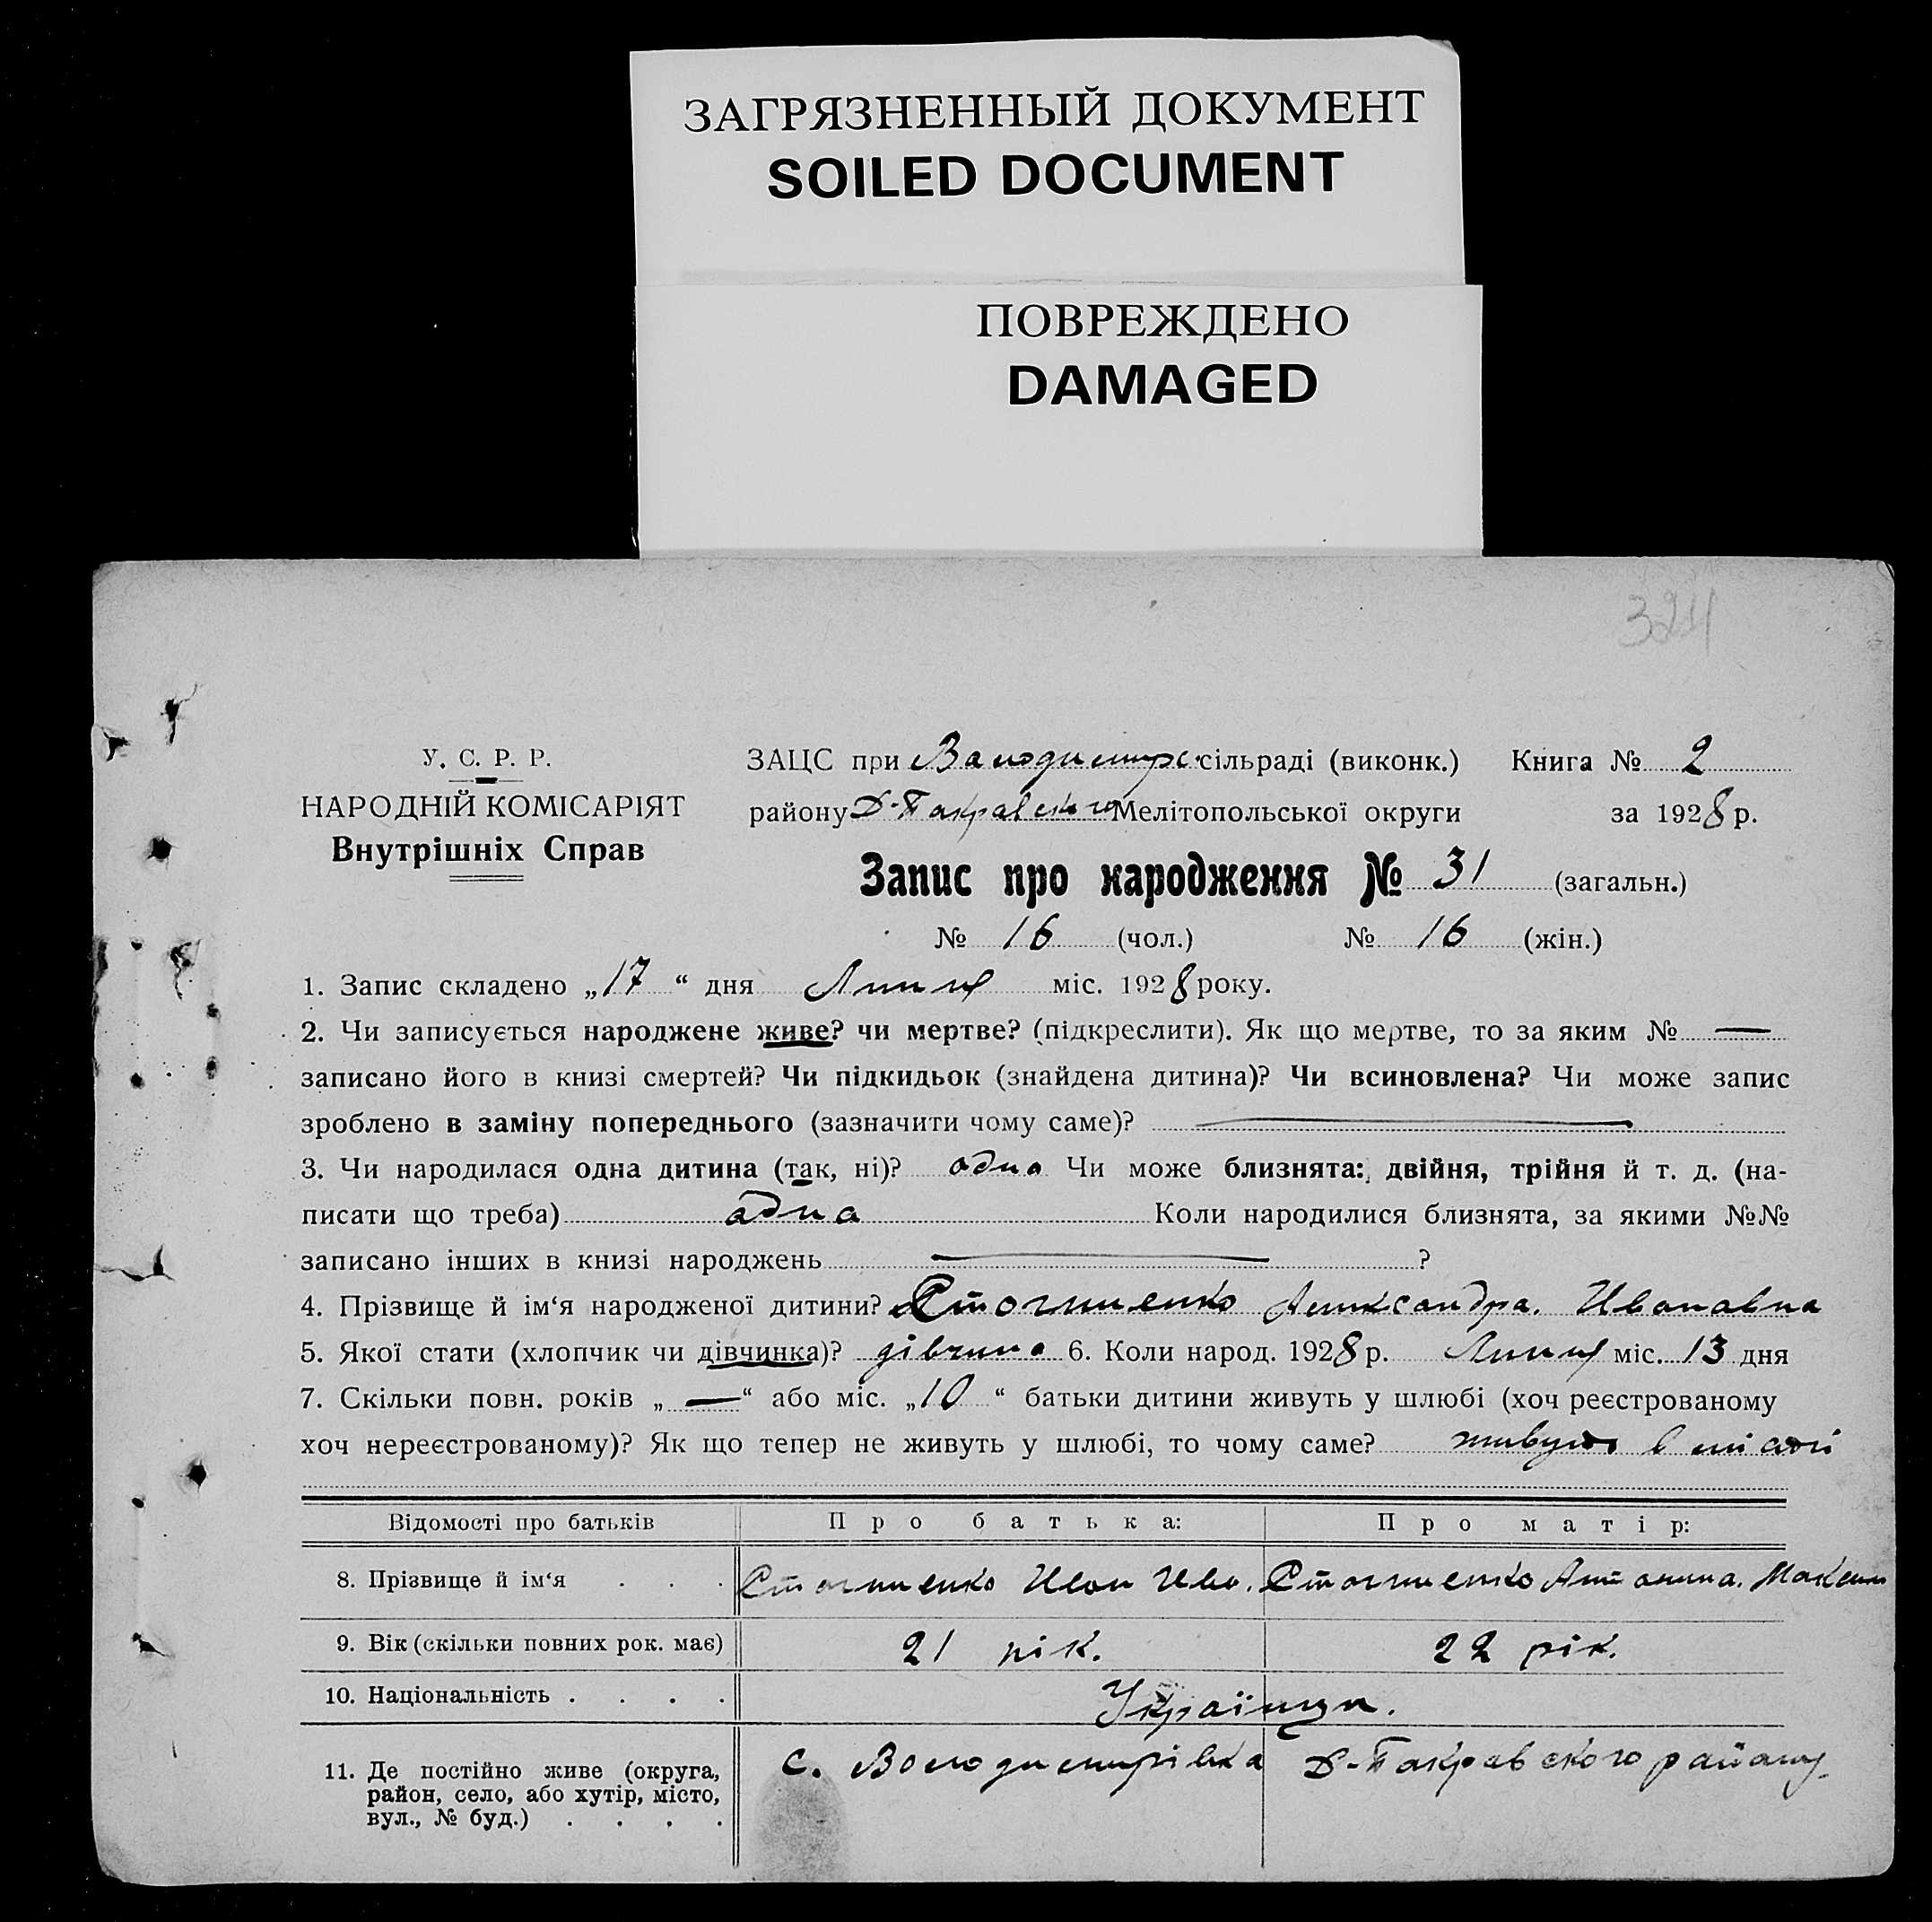 ЗАГРЯЗНЕННЫЙ ДОКУМЕНТ
SOILED DOCUMENT
ПОВРЕЖДЕНО
DAMAGED
324
У. С. Р. Р.
НАРОДНІЙ КОМІСАРІЯТ
Внутрішніх Справ
ЗАЦС при Володимирс. сільраді (виконк.) Книга № 2
району Мелітопольської округи за 1928 р.
Запис про народження № 31 (загальн.)
№ 16 (чол.) № 16 (жін.)
1. Запис складено „17“ дня Липня міс. 1928 року.
2. Чи записується народжене живе? чи мертве? (підкреслити). Як що мертве, то за яким № —
записано його в книзі смертей? Чи підкидьок (знайдена дитина)? Чи всиновлена? Чи може запис
зроблено в заміну попереднього (зазначити чому саме)? —
3. Чи народилася одна дитина (так, ні)? одна Чи може близнята: двійня, трійня й т. д. (на-
писати що треба) одна Коли народилися близнята, за якими №№
записано інших в книзі народжень — ?
4. Прізвище й ім‘я народженої дитини? Александра. Ивановна
5. Якої стати (хлопчик чи дівчинка)? дівчина 6. Коли народ. 1928 р. Липня міс. 13 дня
7. Скільки повн. років „—“ або міс. „10“ батьки дитини живуть у шлюбі (хоч реєстрованому
хоч нереєстрованому)? Як що тепер не живуть у шлюбі, то чому саме? живуть в
Відомості про батьків Про батька: Про матір:
8. Прізвище й ім‘я . . . Иван Ива. Антонина. Максим
9. Вік (скільки повних рок. має) 21 рік. 22 рік.
10. Національність . . . . Українци.
11. Де постійно живе (округа, с. Володимирівка району
район, село, або хутір, місто,
вул., № буд.) . . . .